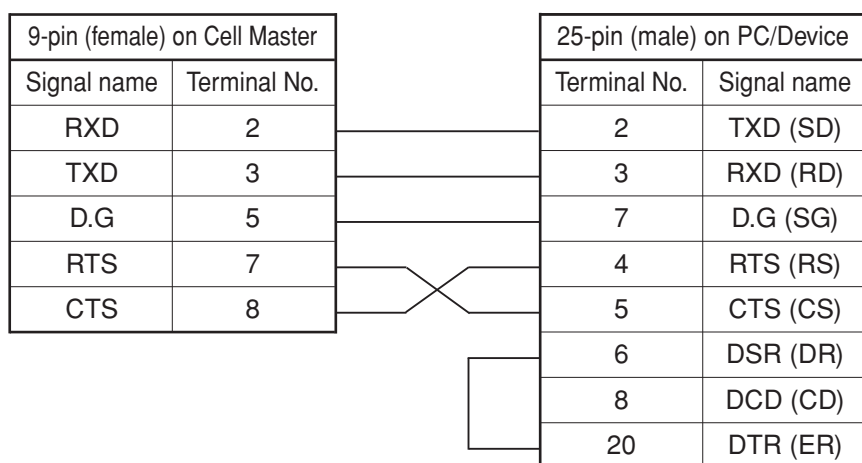 9-pin (female) on Cell Master 25-pin (male) on PC/Device
Signal name Terminal No. Terminal No. Signal name
RXD 2 2 TXD (SD)
TXD 3 3 RXD (RD)
D.G 5 7 D.G (SG)
RTS 7 4 RTS (RS)
CTS 8 5 CTS (CS)
6 DSR (DR)
8 DCD (CD)
20 DTR (ER)